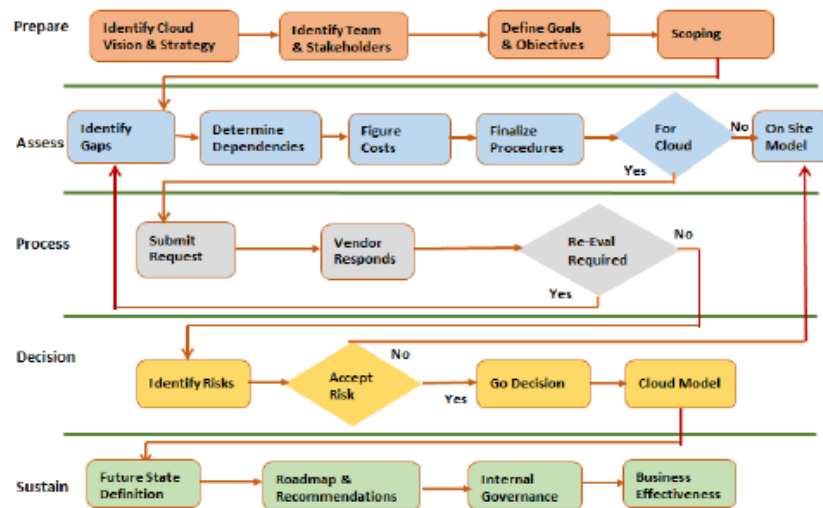 Prepare
Identify Cloud
Vision & Strategy
Identify Team
& Stakeholders
Define Goals
& Objectives
Scoping
Assess
Identify
Gaps
Determine
Dependencies
Figure
Costs
Finalize
Procedures
For
Cloud
No
On Site
Model
Yes
Process
Submit
Request
Vendor
Responds
Re-Eval
Required
No
Yes
Decision
Identify Risks
Accept
Risk
No
Yes
Go Decision
Cloud Model
Sustain
Future State
Definition
Roadmap &
Recommendations
Internal
Governance
Business
Effectiveness